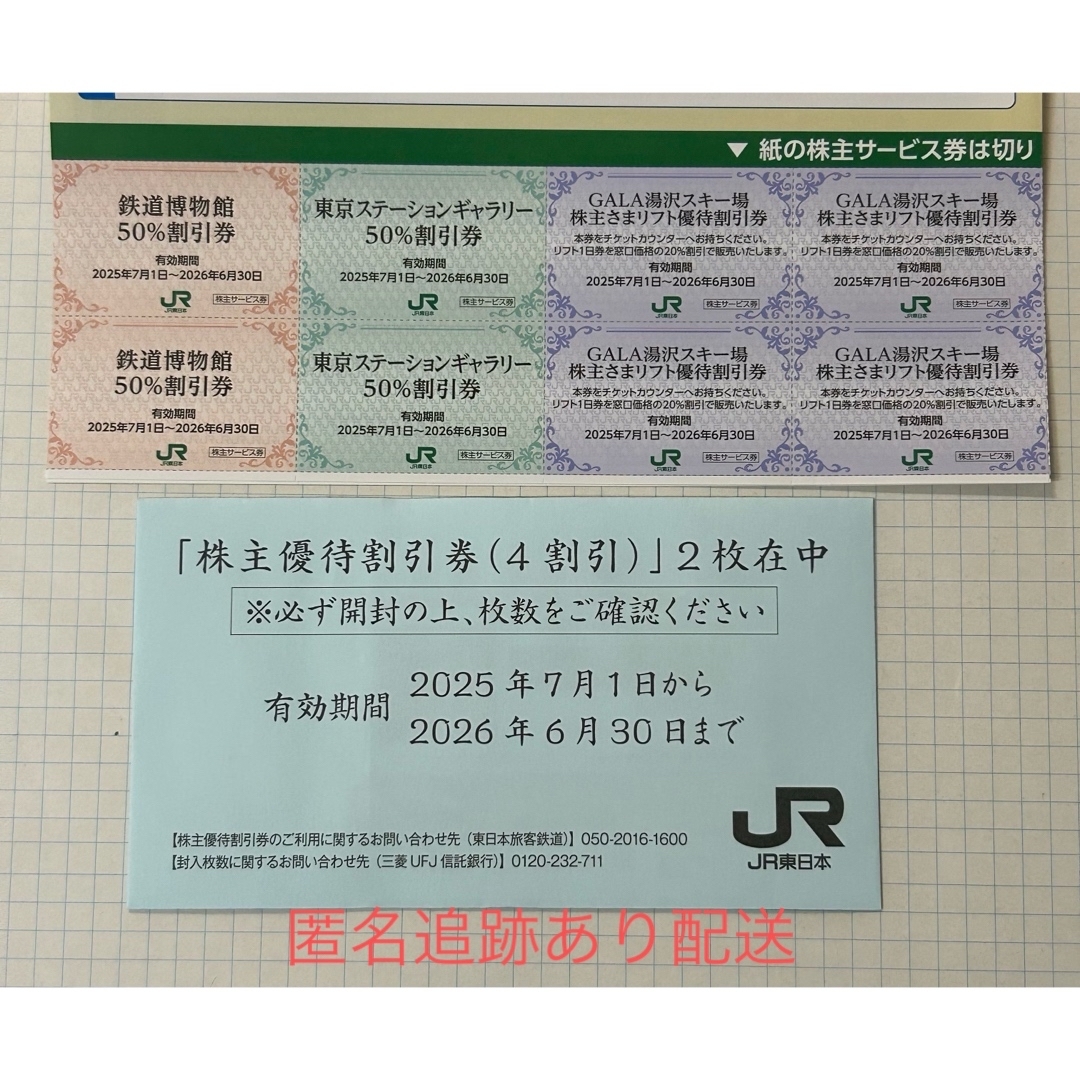 ▼ 紙の株主サービス券は切り
鉄道博物館
50%割引券
有効期間
2025年7月1日〜2026年6月30日
JR
JR東日本
株主サービス券
東京ステーションギャラリー
50%割引券
有効期間
2025年7月1日〜2026年6月30日
JR
JR東日本
株主サービス券
GALA湯沢スキー場
株主さまリフト優待割引券
本券をチケットカウンターへお持ちください。
リフト1日券を窓口価格の20%割引で販売いたします。
有効期間
2025年7月1日〜2026年6月30日
JR
JR東日本
株主サービス券
GALA湯沢スキー場
株主さまリフト優待割引券
本券をチケットカウンターへお持ちください。
リフト1日券を窓口価格の20%割引で販売いたします。
有効期間
2025年7月1日〜2026年6月30日
JR
JR東日本
株主サービス券
鉄道博物館
50%割引券
有効期間
2025年7月1日〜2026年6月30日
JR
JR東日本
株主サービス券
東京ステーションギャラリー
50%割引券
有効期間
2025年7月1日〜2026年6月30日
JR
JR東日本
株主サービス券
GALA湯沢スキー場
株主さまリフト優待割引券
本券をチケットカウンターへお持ちください。
リフト1日券を窓口価格の20%割引で販売いたします。
有効期間
2025年7月1日〜2026年6月30日
JR
JR東日本
株主サービス券
GALA湯沢スキー場
株主さまリフト優待割引券
本券をチケットカウンターへお持ちください。
リフト1日券を窓口価格の20%割引で販売いたします。
有効期間
2025年7月1日〜2026年6月30日
JR
JR東日本
株主サービス券
「株主優待割引券(4割引)」2枚在中
※必ず開封の上、枚数をご確認ください
有効期間
2025年7月1日から
2026年6月30日まで
【株主優待割引券のご利用に関するお問い合わせ先（東日本旅客鉄道）】050-2016-1600
【封入枚数に関するお問い合わせ先（三菱UFJ信託銀行）】0120-232-711
JR
JR東日本
匿名追跡あり配送